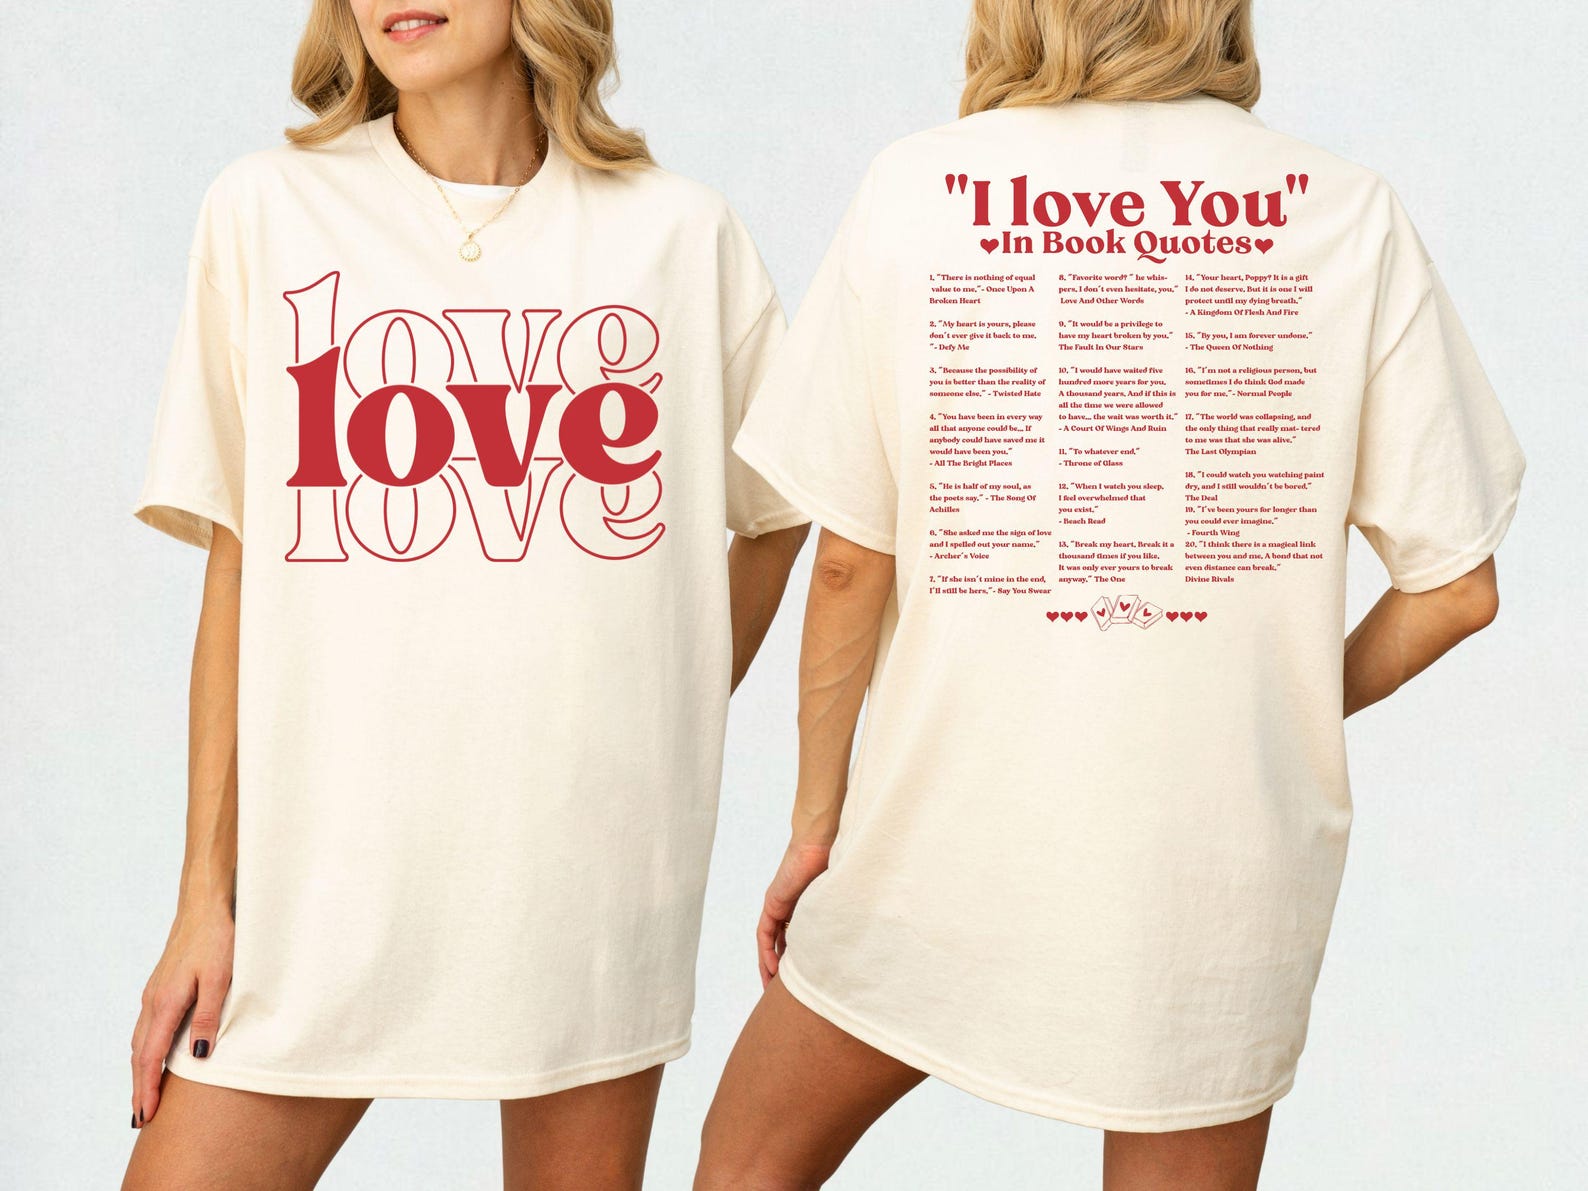 love
love
love
"I love You"
♥In Book Quotes♥
1. "There is nothing of equal
value to me."- Once Upon A
Broken Heart
2. "My heart is yours, please
don't ever give it back to me.
"- Defy Me
3. "Because the possibility of
you is better than the reality of
someone else." - Twisted Hate
4. "You have been in every way
all that anyone could be... If
anybody could have saved me it
would have been you."
- All The Bright Places
5. "He is half of my soul, as
the poets say." - The Song Of
Achilles
6. "She asked me the sign of love
and I spelled out your name."
- Archer's Voice
7. "If she isn't mine in the end,
I'll still be hers."- Say You Swear
8. "Favorite word? " he whis-
pers. I don't even hesitate, you."
Love And Other Words
9. "It would be a privilege to
have my heart broken by you."
The Fault In Our Stars
10. "I would have waited five
hundred more years for you.
A thousand years. And if this is
all the time we were allowed
to have... the wait was worth it."
- A Court Of Wings And Ruin
11. "To whatever end."
- Throne of Glass
12. "When I watch you sleep,
I feel overwhelmed that
you exist."
- Beach Read
13. "Break my heart. Break it a
thousand times if you like.
It was only ever yours to break
anyway." The One
14. "Your heart, Poppy? It is a gift
I do not deserve. But it is one I will
protect until my dying breath."
- A Kingdom Of Flesh And Fire
15. "By you, I am forever undone."
- The Queen Of Nothing
16. "I'm not a religious person, but
sometimes I do think God made
you for me."- Normal People
17. "The world was collapsing, and
the only thing that really mat- tered
to me was that she was alive."
The Last Olympian
18. "I could watch you watching paint
dry, and I still wouldn't be bored."
The Deal
19. "I've been yours for longer than
you could ever imagine."
- Fourth Wing
20. "I think there is a magical link
between you and me. A bond that not
even distance can break."
Divine Rivals